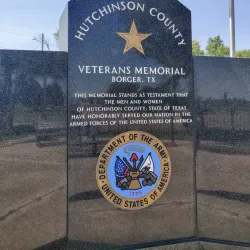 HUTCHINSON COUNTY
VETERANS MEMORIAL
BORGER, TX
THIS MEMORIAL STANDS AS TESTAMENT THAT
THE MEN AND WOMEN
OF HUTCHINSON COUNTY, STATE OF TEXAS
HAVE HONORABLY SERVED OUR NATION IN THE
ARMED FORCES OF THE UNITED STATES OF AMERICA
DEPARTMENT OF THE ARMY
UNITED STATES OF AMERICA